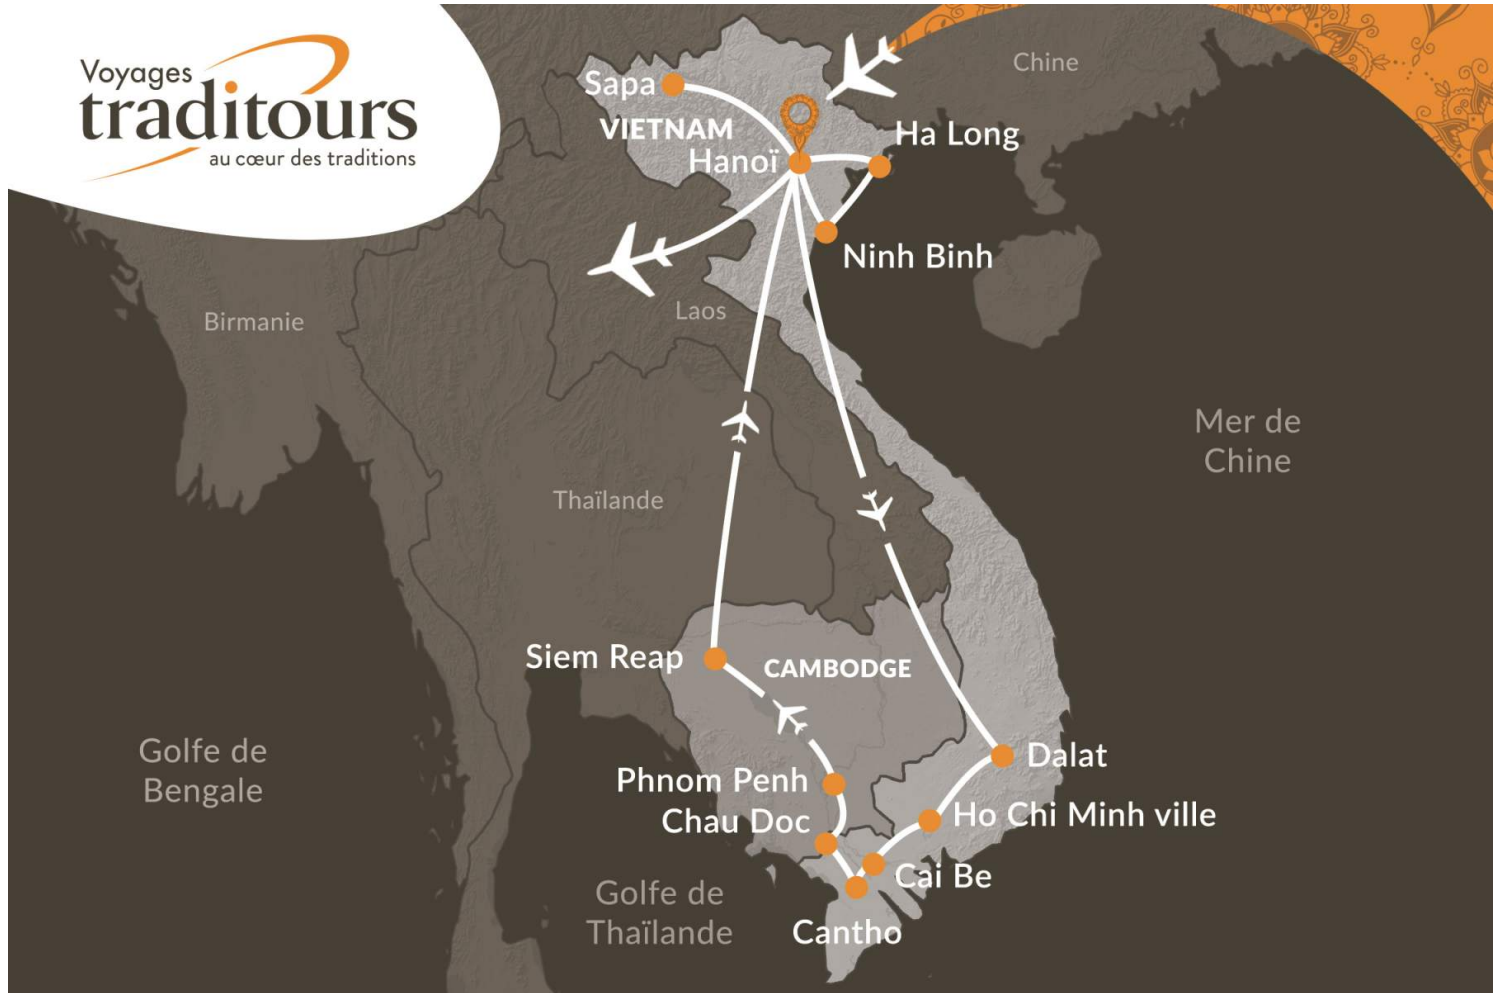 Voyages
traditours
au cœur des traditions
Chine
Sapa
VIETNAM
Ha Long
Hanoï
Ninh Binh
Birmanie
Laos
Mer de
Chine
Thaïlande
Siem Reap
CAMBODGE
Golfe de
Bengale
Dalat
Phnom Penh
Chau Doc
Ho Chi Minh ville
Cai Be
Golfe de
Thaïlande
Cantho